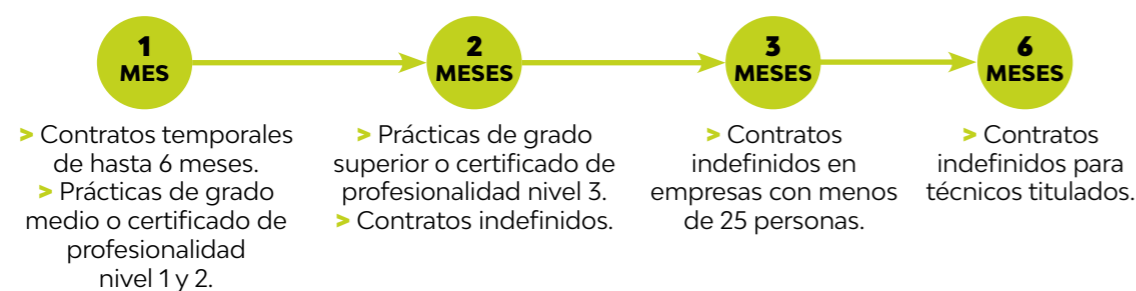 1
MES
> Contratos temporales
de hasta 6 meses.
> Prácticas de grado
medio o certificado de
profesionalidad
nivel 1 y 2.
2
MESES
> Prácticas de grado
superior o certificado de
profesionalidad nivel 3.
> Contratos indefinidos.
3
MESES
> Contratos
indefinidos en
empresas con menos
de 25 personas.
6
MESES
> Contratos
indefinidos para
técnicos titulados.